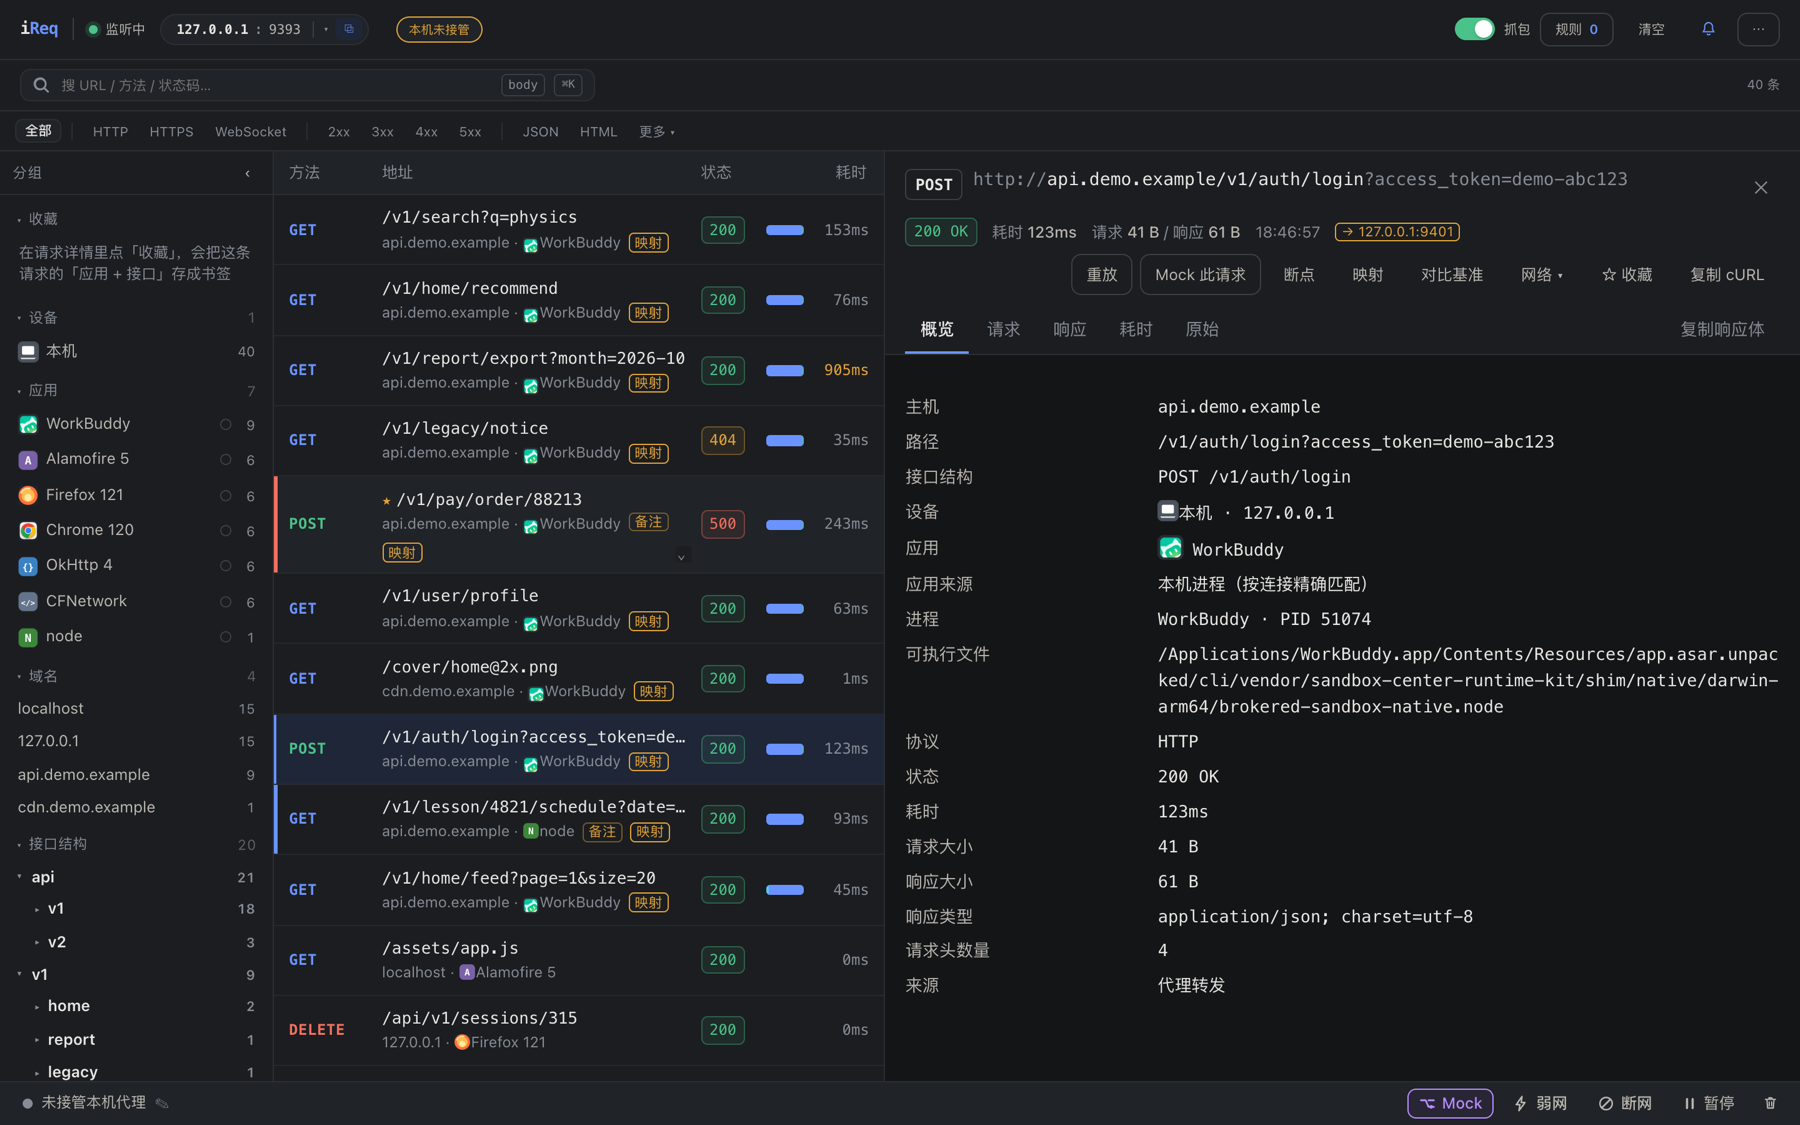 iReq
监听中
127.0.0.1 : 9393
本机未接管
抓包
规则 0
清空
···
搜 URL / 方法 / 状态码...
body
⌘K
40 条
全部
HTTP
HTTPS
WebSocket
2xx
3xx
4xx
5xx
JSON
HTML
更多
分组
收藏
在请求详情里点「收藏」，会把这条
请求的「应用 + 接口」存成书签
设备 1
本机 40
应用 7
WorkBuddy 9
Alamofire 5 6
Firefox 121 6
Chrome 120 6
OkHttp 4 6
CFNetwork 6
node 1
域名 4
localhost 15
127.0.0.1 15
api.demo.example 9
cdn.demo.example 1
接口结构 20
api 21
v1 18
v2 3
v1 9
home 2
report 1
legacy 1
方法 地址 状态 耗时
/v1/search?q=physics
GET 200 153ms
api.demo.example · WorkBuddy 映射
/v1/home/recommend
GET 200 76ms
api.demo.example · WorkBuddy 映射
/v1/report/export?month=2026-10
GET 200 905ms
api.demo.example · WorkBuddy 映射
/v1/legacy/notice
GET 404 35ms
api.demo.example · WorkBuddy 映射
★ /v1/pay/order/88213
POST 500 243ms
api.demo.example · WorkBuddy 备注
映射
/v1/user/profile
GET 200 63ms
api.demo.example · WorkBuddy 映射
/cover/home@2x.png
GET 200 1ms
cdn.demo.example · WorkBuddy 映射
/v1/auth/login?access_token=de…
POST 200 123ms
api.demo.example · WorkBuddy 映射
/v1/lesson/4821/schedule?date=…
GET 200 93ms
api.demo.example · N node 备注 映射
/v1/home/feed?page=1&size=20
GET 200 45ms
api.demo.example · WorkBuddy 映射
/assets/app.js
GET 200 0ms
localhost · A Alamofire 5
/api/v1/sessions/315
DELETE 200 0ms
127.0.0.1 · Firefox 121
POST http://api.demo.example/v1/auth/login?access_token=demo-abc123
200 OK 耗时 123ms 请求 41 B / 响应 61 B 18:46:57 → 127.0.0.1:9401
重放 Mock 此请求 断点 映射 对比基准 网络 ☆ 收藏 复制 cURL
概览 请求 响应 耗时 原始 复制响应体
主机 api.demo.example
路径 /v1/auth/login?access_token=demo-abc123
接口结构 POST /v1/auth/login
设备 本机 · 127.0.0.1
应用 WorkBuddy
应用来源 本机进程（按连接精确匹配）
进程 WorkBuddy · PID 51074
可执行文件 /Applications/WorkBuddy.app/Contents/Resources/app.asar.unpac
ked/cli/vendor/sandbox-center-runtime-kit/shim/native/darwin-
arm64/brokered-sandbox-native.node
协议 HTTP
状态 200 OK
耗时 123ms
请求大小 41 B
响应大小 61 B
响应类型 application/json; charset=utf-8
请求头数量 4
来源 代理转发
未接管本机代理
Mock
弱网
断网
暂停